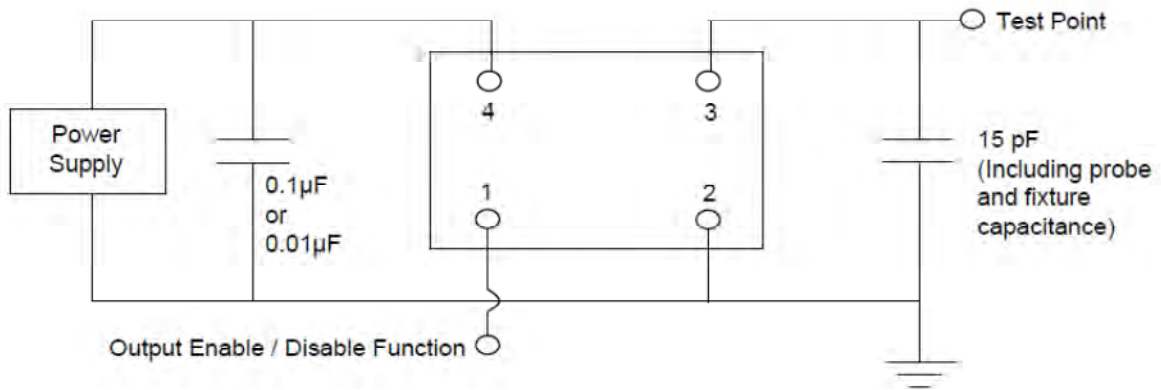 Test Point
4
3
Power
Supply
15 pF
(Including probe
and fixture
capacitance)
0.1µF
or
0.01µF
1
2
Output Enable / Disable Function